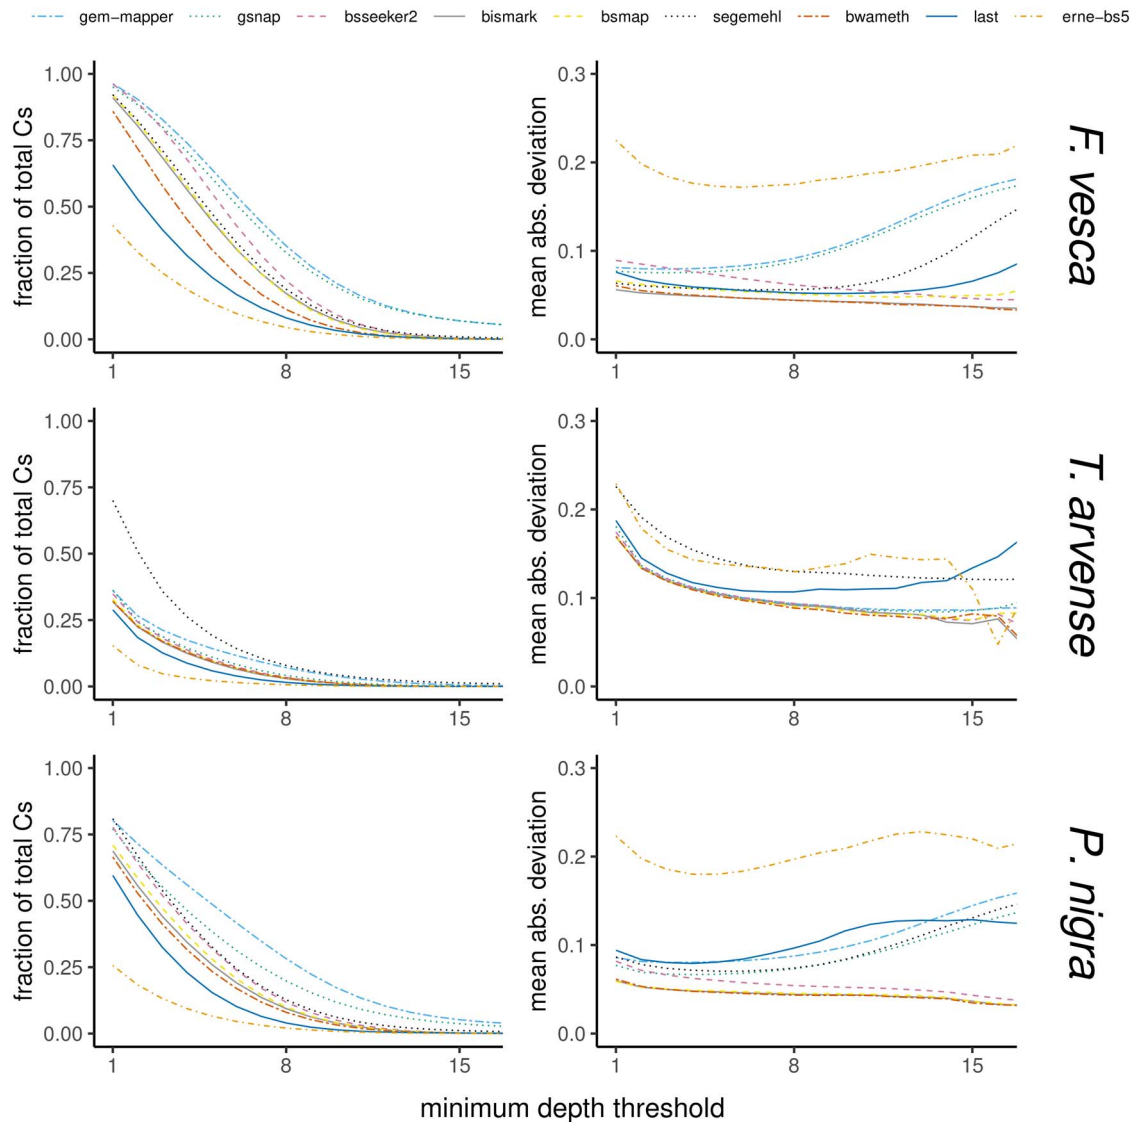 gem−mapper gsnap bsseeker2 bismark bsmap segemehl bwameth last erne−bs5
fraction of total Cs
1.00
0.75
0.50
0.25
0.00
1 8 15
mean abs. deviation
0.3
0.2
0.1
0.0
1 8 15
F. vesca
fraction of total Cs
1.00
0.75
0.50
0.25
0.00
1 8 15
mean abs. deviation
0.3
0.2
0.1
0.0
1 8 15
T. arvense
fraction of total Cs
1.00
0.75
0.50
0.25
0.00
1 8 15
mean abs. deviation
0.3
0.2
0.1
0.0
1 8 15
P. nigra
minimum depth threshold